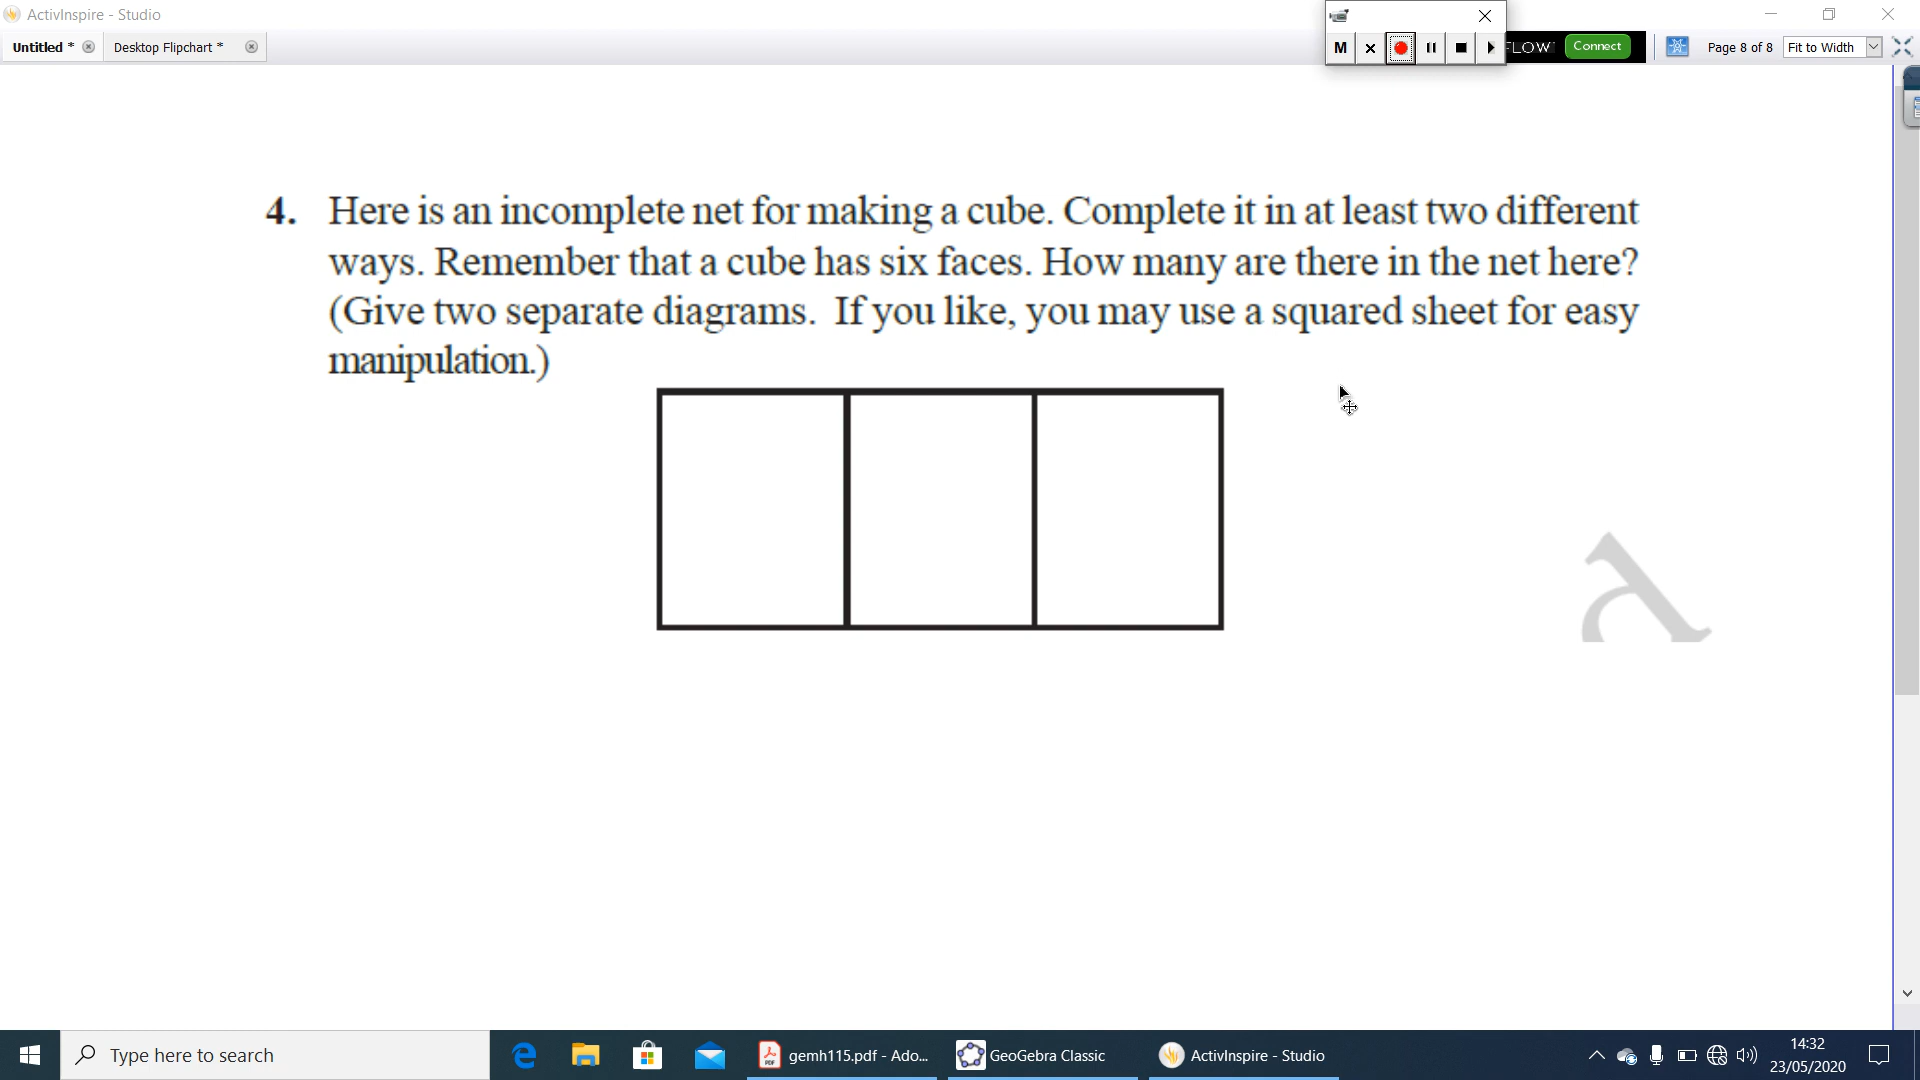 ActivInspire - Studio
Untitled *
Desktop Flipchart *
M
FLOW!
Connect
Page 8 of 8
Fit to Width
4. Here is an incomplete net for making a cube. Complete it in at least two different
ways. Remember that a cube has six faces. How many are there in the net here?
(Give two separate diagrams. If you like, you may use a squared sheet for easy
manipulation.)
Type here to search
gemh115.pdf - Ado...
GeoGebra Classic
ActivInspire - Studio
14:32
23/05/2020